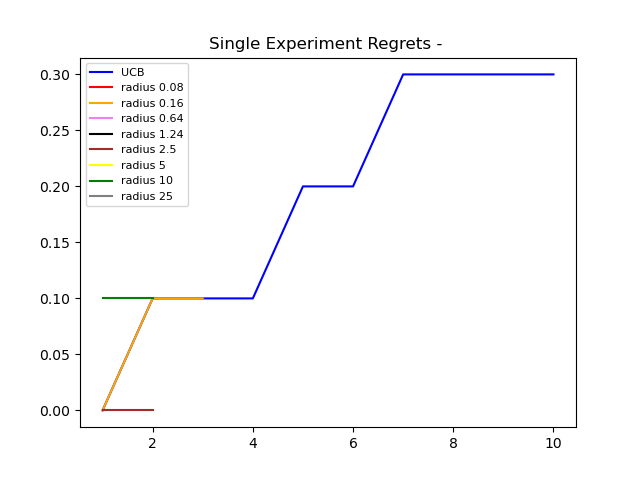 Single Experiment Regrets -
UCB
radius 0.08
radius 0.16
radius 0.64
radius 1.24
radius 2.5
radius 5
radius 10
radius 25
0.30
0.25
0.20
0.15
0.10
0.05
0.00
2 4 6 8 10